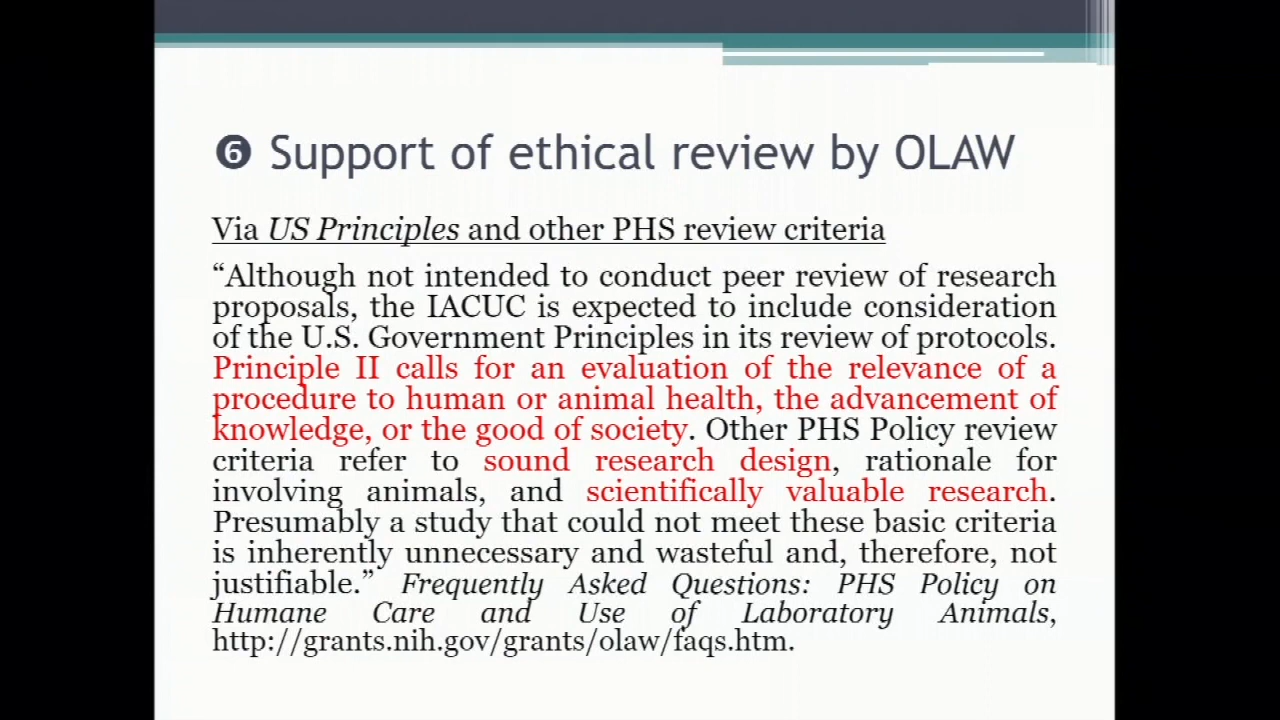 ❻ Support of ethical review by OLAW
Via US Principles and other PHS review criteria
“Although not intended to conduct peer review of research
proposals, the IACUC is expected to include consideration
of the U.S. Government Principles in its review of protocols.
Principle II calls for an evaluation of the relevance of a
procedure to human or animal health, the advancement of
knowledge, or the good of society. Other PHS Policy review
criteria refer to sound research design, rationale for
involving animals, and scientifically valuable research.
Presumably a study that could not meet these basic criteria
is inherently unnecessary and wasteful and, therefore, not
justifiable.” Frequently Asked Questions: PHS Policy on
Humane Care and Use of Laboratory Animals,
http://grants.nih.gov/grants/olaw/faqs.htm.